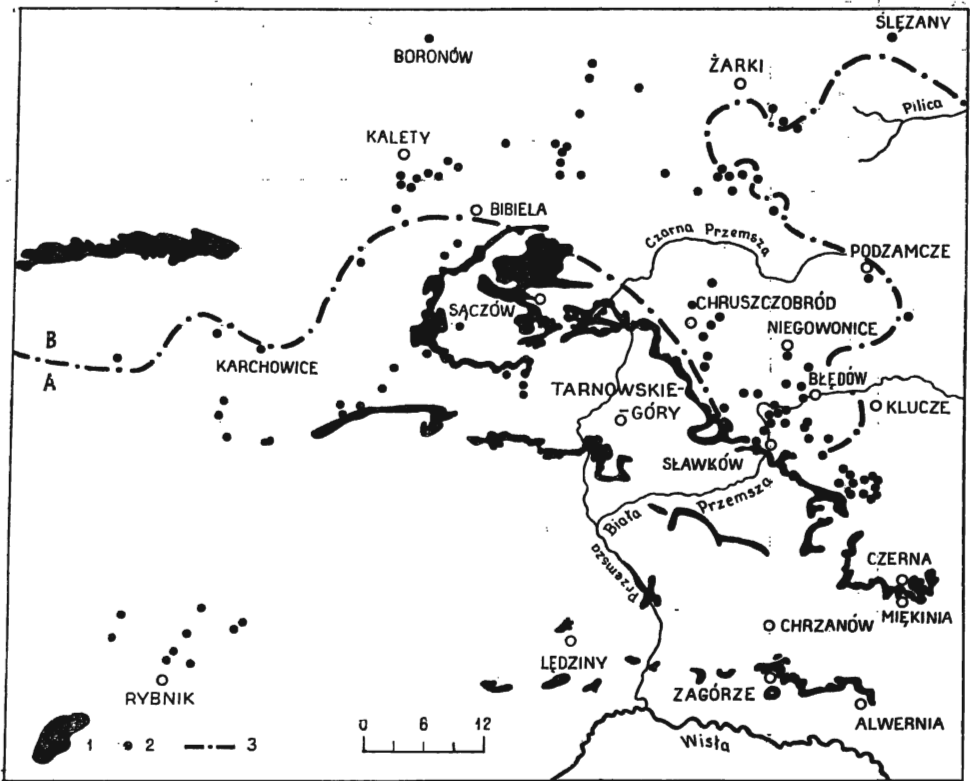 ŚLĘZANY
BORONÓW
ŻARKI
Pilica
KALETY
BIBIELA
Czarna Przemsza
PODZAMCZE
SĄCZÓW
CHRUSZCZOBRÓD
NIEGOWONICE
B
A
KARCHOWICE
BŁĘDÓW
TARNOWSKIE-
-GÓRY
KLUCZE
SŁAWKÓW
Biała Przemsza
Przemsza
CZERNA
MIĘKINIA
CHRZANÓW
LĘDZINY
RYBNIK
ZAGÓRZE
ALWERNIA
Wisła
0 6 12
1 2 3